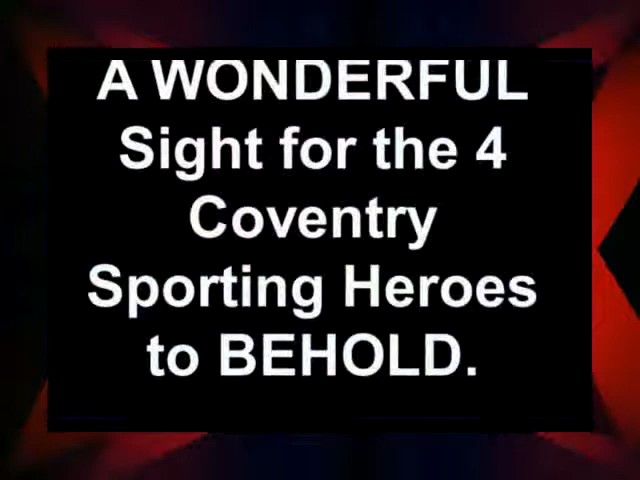 A WONDERFUL
Sight for the 4
Coventry
Sporting Heroes
to BEHOLD.